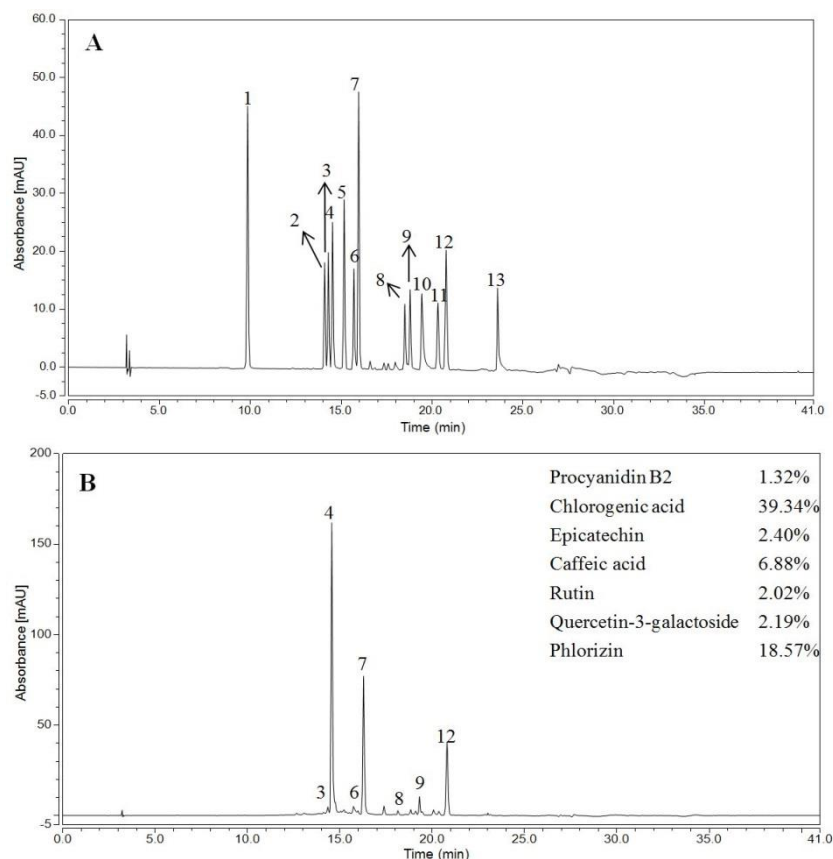 60.0
A
50.0
7
1
40.0
Absorbance [mAU]
3
30.0
5
2
4
9
12
20.0
6
8
10
11
13
10.0
0.0
-5.0
0.0 5.0 10.0 15.0 20.0 25.0 30.0 35.0 41.0
Time (min)
200
B
Procyanidin B2 1.32%
Chlorogenic acid 39.34%
Epicatechin 2.40%
Caffeic acid 6.88%
Rutin 2.02%
Quercetin-3-galactoside 2.19%
Phlorizin 18.57%
4
150
Absorbance [mAU]
100
7
50
12
3
6
8
9
-5
0.0 5.0 10.0 15.0 20.0 25.0 30.0 35.0 41.0
Time (min)